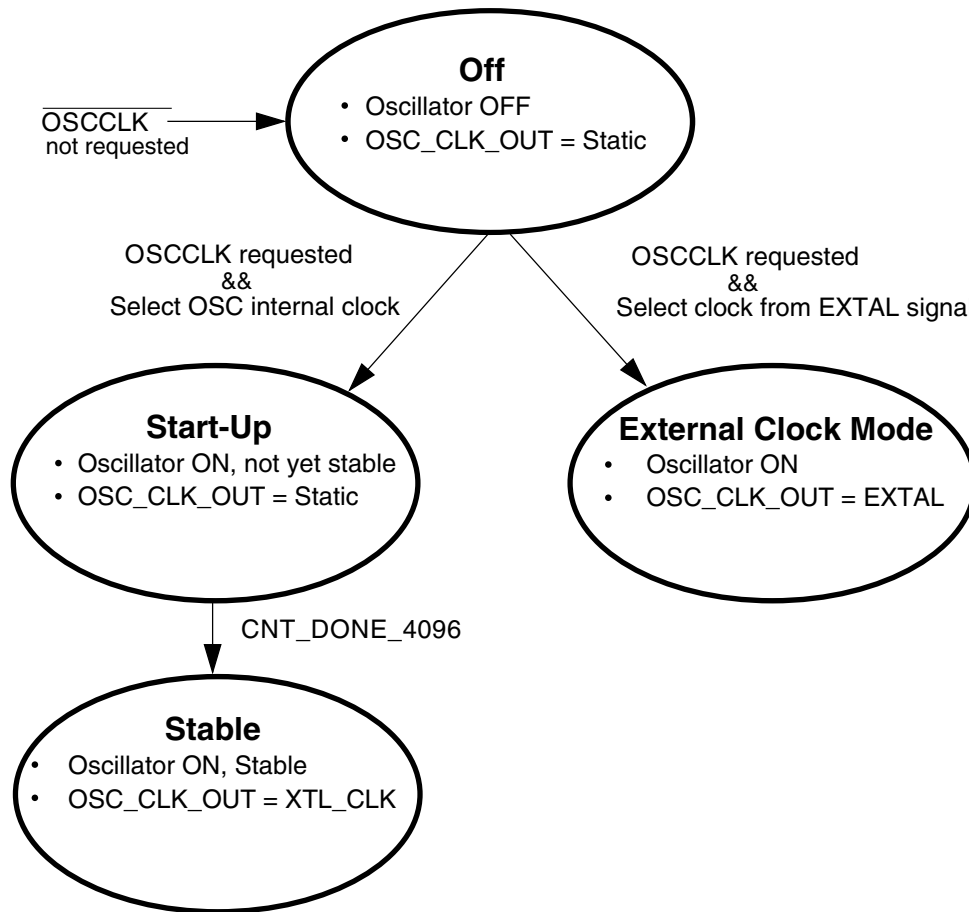 Off
• Oscillator OFF
• OSC_CLK_OUT = Static
OSCCLK
not requested
OSCCLK requested
&&
Select OSC internal clock
OSCCLK requested
&&
Select clock from EXTAL signa
Start-Up
• Oscillator ON, not yet stable
• OSC_CLK_OUT = Static
External Clock Mode
• Oscillator ON
• OSC_CLK_OUT = EXTAL
CNT_DONE_4096
Stable
• Oscillator ON, Stable
• OSC_CLK_OUT = XTL_CLK